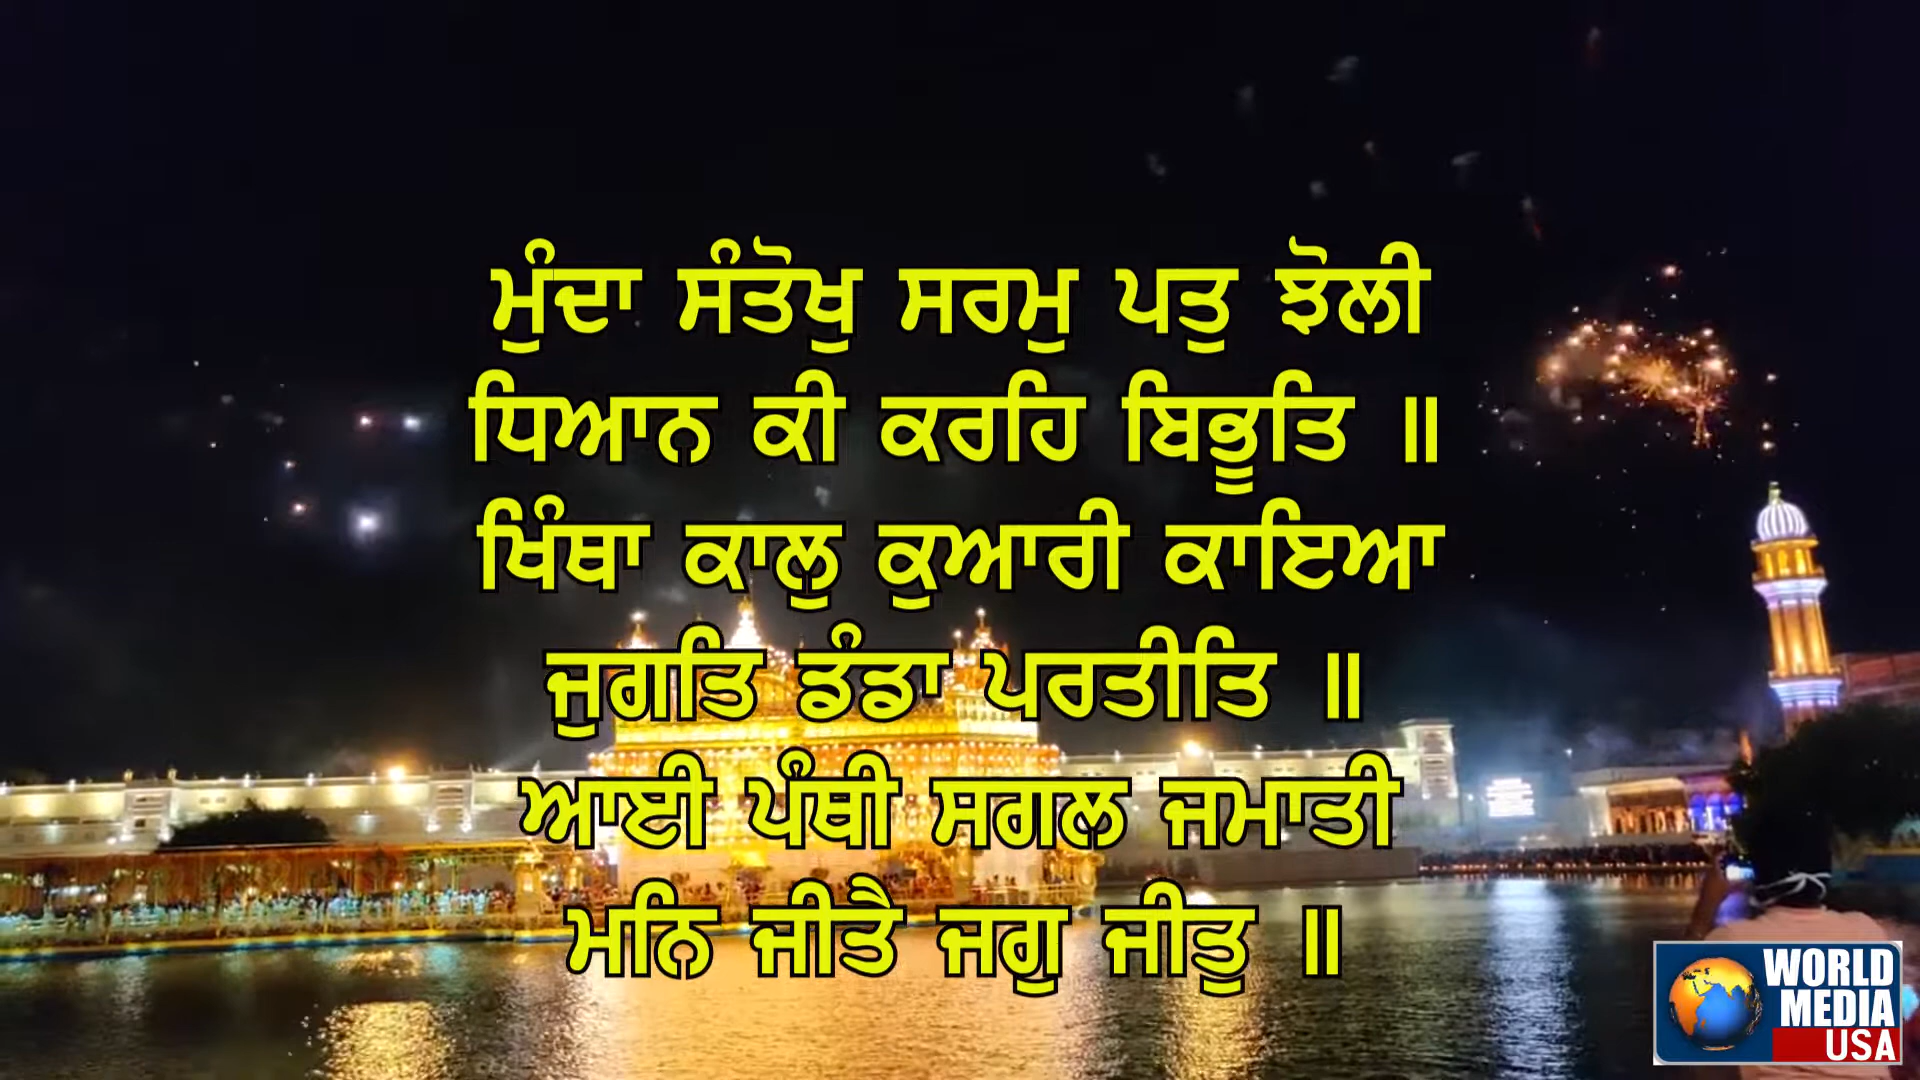 ਮੁੰਦਾ ਸੰਤੋਖੁ ਸਰਮੁ ਪਤੁ ਝੋਲੀ
ਧਿਆਨ ਕੀ ਕਰਹਿ ਬਿਭੂਤਿ ॥
ਖਿੰਥਾ ਕਾਲੁ ਕੁਆਰੀ ਕਾਇਆ
ਜੁਗਤਿ ਡੰਡਾ ਪਰਤੀਤਿ ॥
ਆਈ ਪੰਥੀ ਸਗਲ ਜਮਾਤੀ
ਮਨਿ ਜੀਤੈ ਜਗੁ ਜੀਤੁ ॥
WORLD
MEDIA
USA